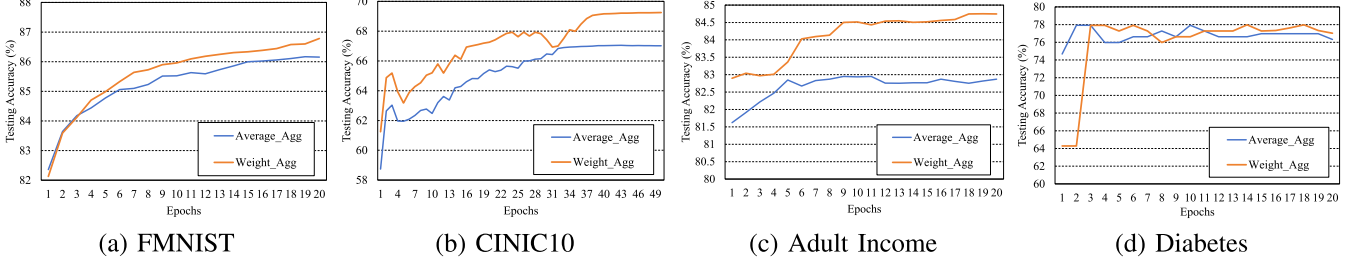 88
87
86
85
84
83
82
Testing Accuracy (%)
Average_Agg
Weight_Agg
1 2 3 4 5 6 7 8 9 10 11 12 13 14 15 16 17 18 19 20
Epochs
(a) FMNIST
70
68
66
64
62
60
58
Testing Accuracy (%)
Average_Agg
Weight_Agg
1 4 7 10 13 16 19 22 25 28 31 34 37 40 43 46 49
Epochs
(b) CINIC10
85
84.5
84
83.5
83
82.5
82
81.5
81
80.5
80
Testing Accuracy (%)
Average_Agg
Weight_Agg
1 2 3 4 5 6 7 8 9 10 11 12 13 14 15 16 17 18 19 20
Epochs
(c) Adult Income
80
78
76
74
72
70
68
66
64
62
60
Testing Accuracy (%)
Average_Agg
Weight_Agg
1 2 3 4 5 6 7 8 9 10 11 12 13 14 15 16 17 18 19 20
Epochs
(d) Diabetes